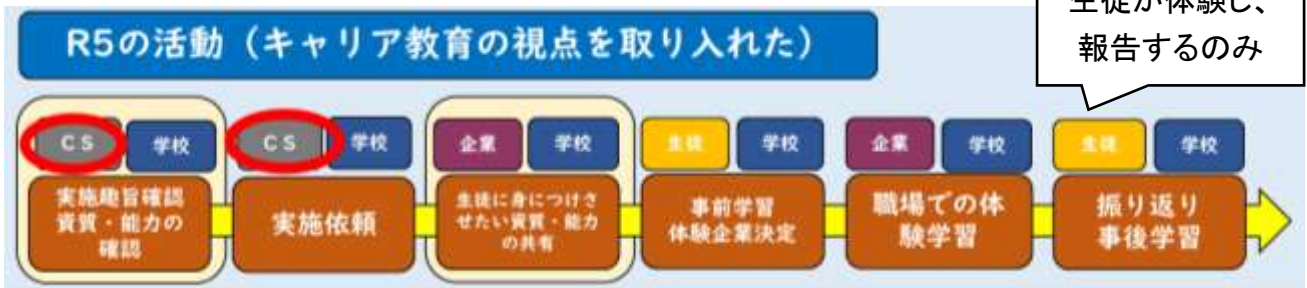 生徒が体験し、
報告するのみ
R5の活動（キャリア教育の視点を取り入れた）
CS 学校
実施趣旨確認
資質・能力の
確認
CS 学校
実施依頼
企業 学校
生徒に身につけさ
せたい資質・能力
の共有
生徒 学校
事前学習
体験企業決定
企業 学校
職場での体
験学習
生徒 学校
振り返り
事後学習